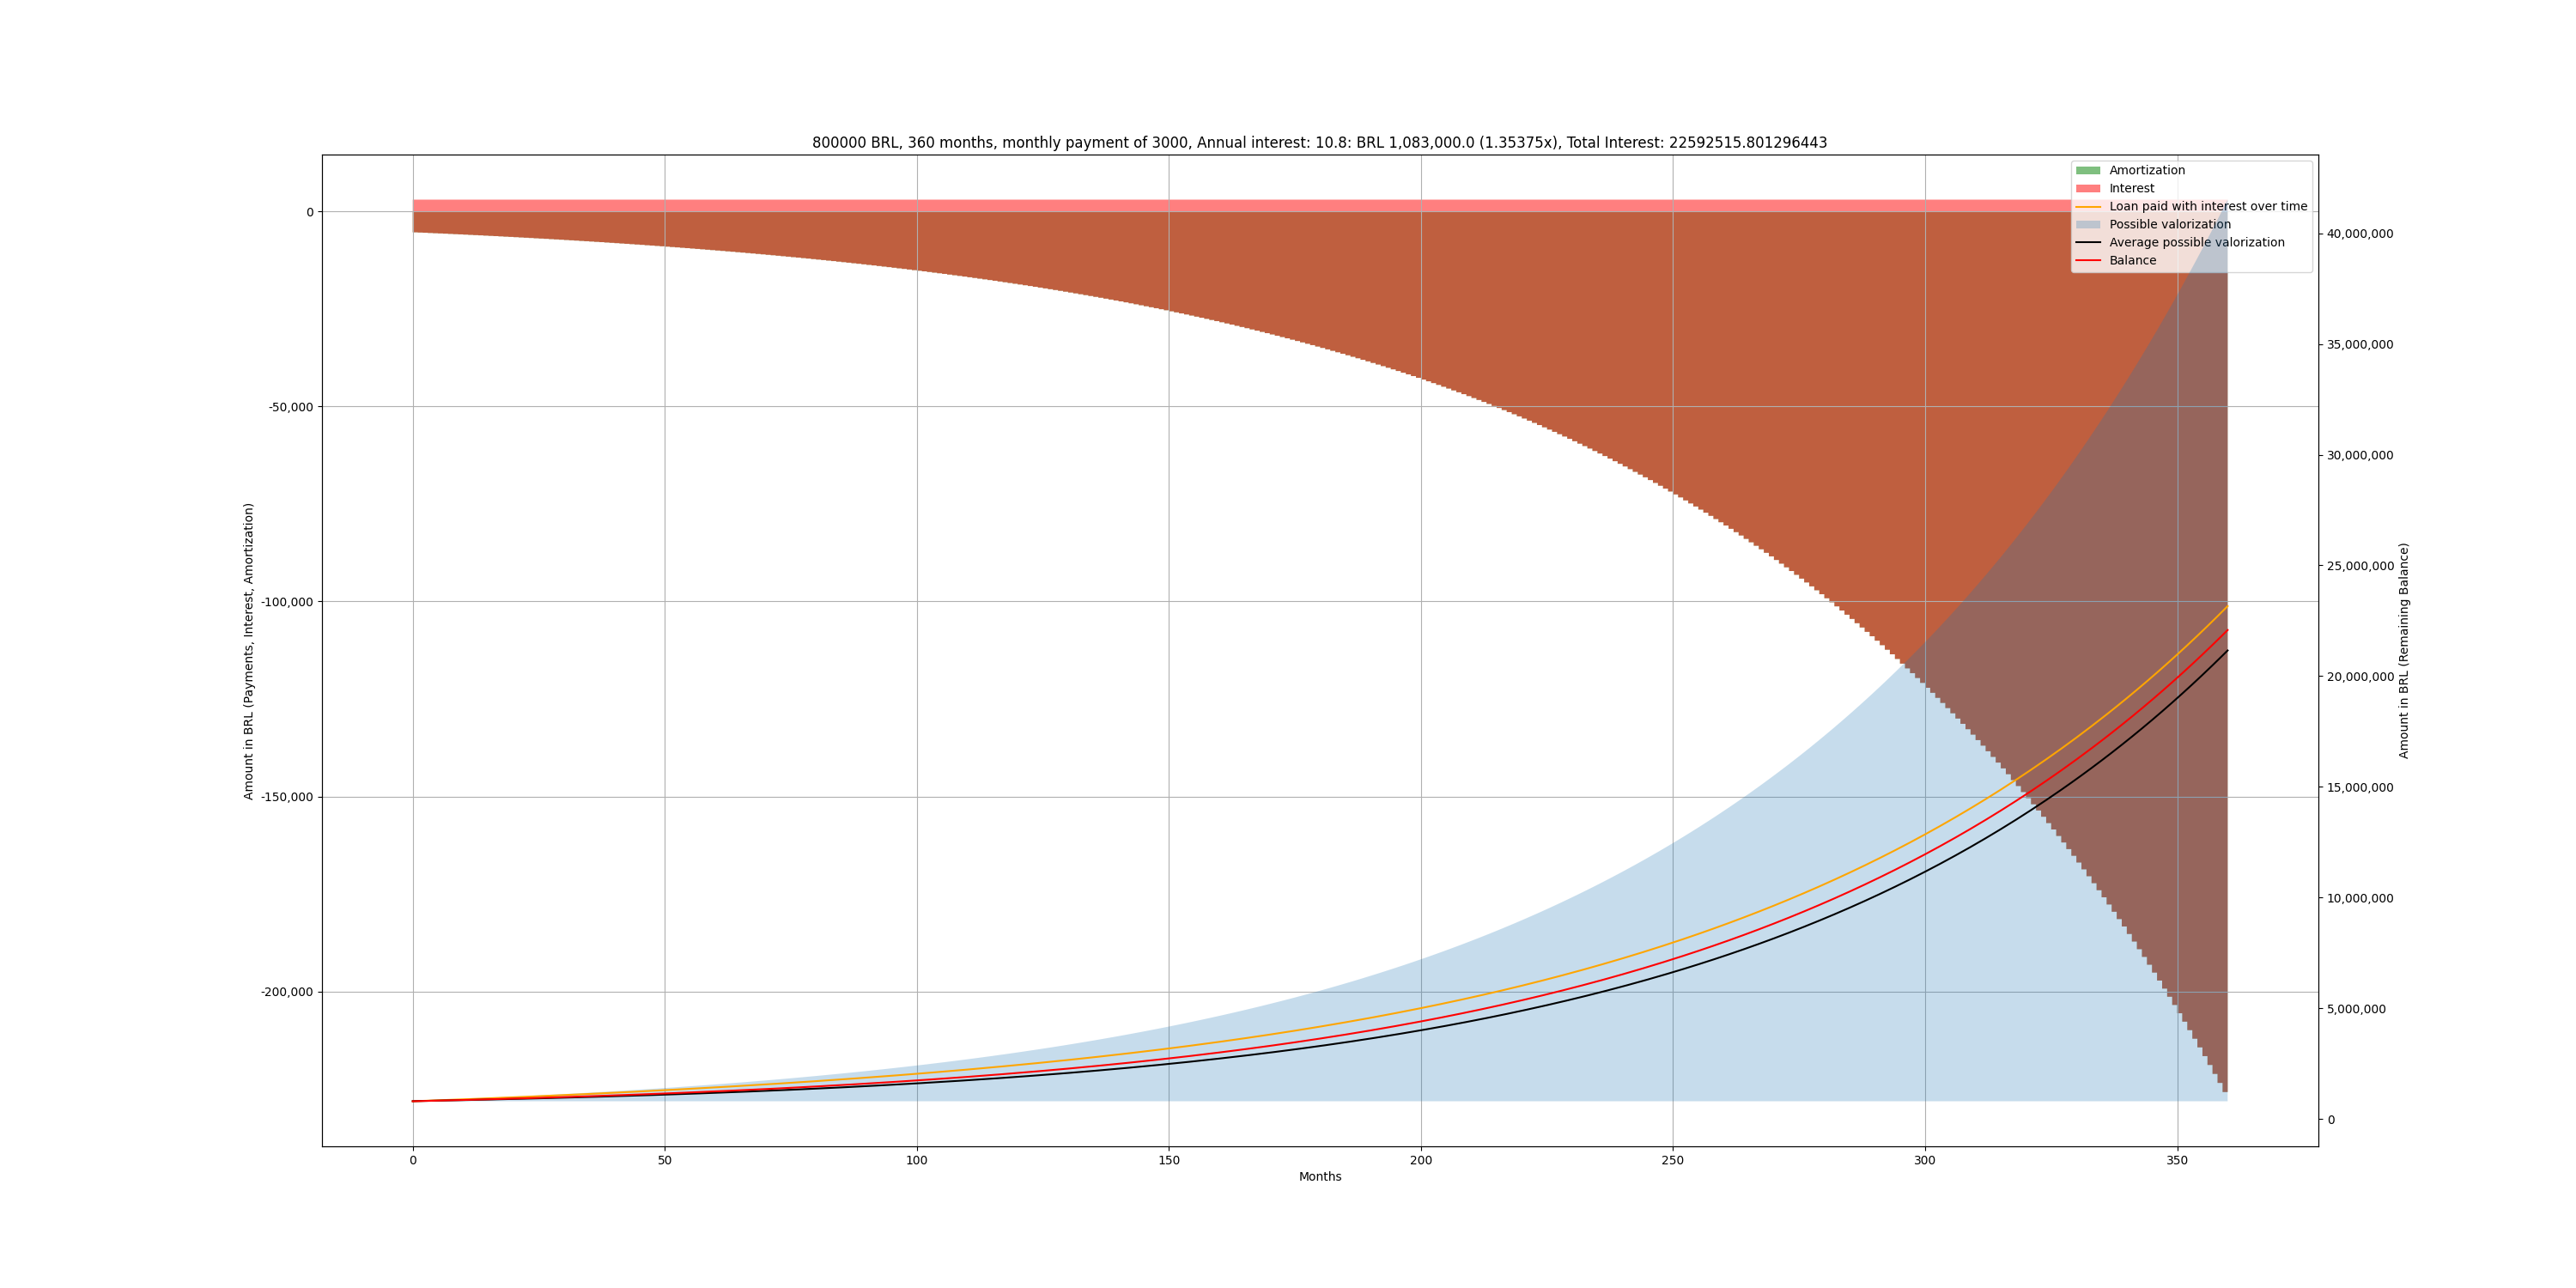 800000 BRL, 360 months, monthly payment of 3000, Annual interest: 10.8: BRL 1,083,000.0 (1.35375x), Total Interest: 22592515.801296443
Amortization
Interest
Loan paid with interest over time
Possible valorization
Average possible valorization
Balance
Amount in BRL (Payments, Interest, Amortization)
0
-50,000
-100,000
-150,000
-200,000
40,000,000
35,000,000
30,000,000
25,000,000
20,000,000
15,000,000
10,000,000
5,000,000
0
Amount in BRL (Remaining Balance)
0 50 100 150 200 250 300 350
Months